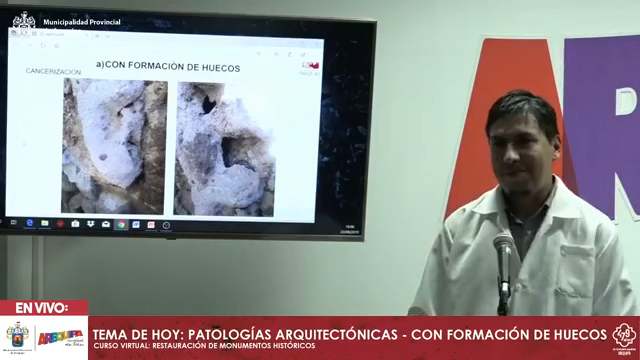 Municipalidad Provincial
a)CON FORMACIÓN DE HUECOS
CANCERIZACION
EN VIVO:
AREQUIPA
TEMA DE HOY: PATOLOGÍAS ARQUITECTÓNICAS - CON FORMACIÓN DE HUECOS
CURSO VIRTUAL: RESTAURACIÓN DE MONUMENTOS HISTÓRICOS